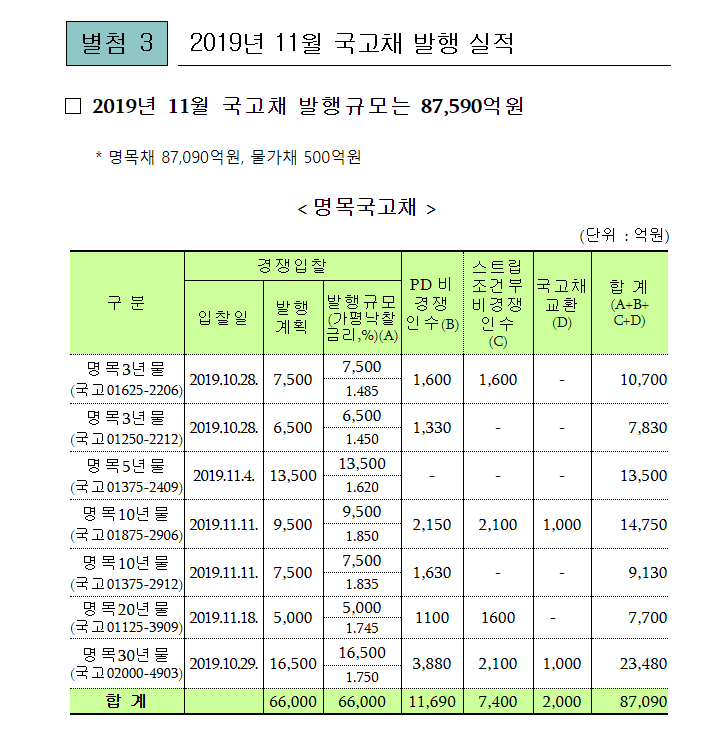 별첨 3
2019년 11월 국고채 발행 실적
□ 2019년 11월 국고채 발행규모는 87,590억원
* 명목채 87,090억원, 물가채 500억원
< 명목국고채 >
(단위 : 억원)
구 분 경쟁입찰 PD 비경쟁인수(B) 스트립조건부비경쟁인수(C) 국고채교환(D) 합 계(A+B+C+D)
입찰일 발행계획 발행규모(가평낙찰금리,%)(A)
명목3년물 7,500
(국고01625-2206) 2019.10.28. 7,500 1.485 1,600 1,600 - 10,700
명목3년물 6,500
(국고01250-2212) 2019.10.28. 6,500 1.450 1,330 - - 7,830
명목5년물 13,500
(국고01375-2409) 2019.11.4. 13,500 1.620 - - - 13,500
명목10년물 9,500
(국고01875-2906) 2019.11.11. 9,500 1.850 2,150 2,100 1,000 14,750
명목10년물 7,500
(국고01375-2912) 2019.11.11. 7,500 1.835 1,630 - - 9,130
명목20년물 5,000
(국고01125-3909) 2019.11.18. 5,000 1.745 1100 1600 - 7,700
명목30년물 16,500
(국고02000-4903) 2019.10.29. 16,500 1.750 3,880 2,100 1,000 23,480
합 계 66,000 66,000 11,690 7,400 2,000 87,090